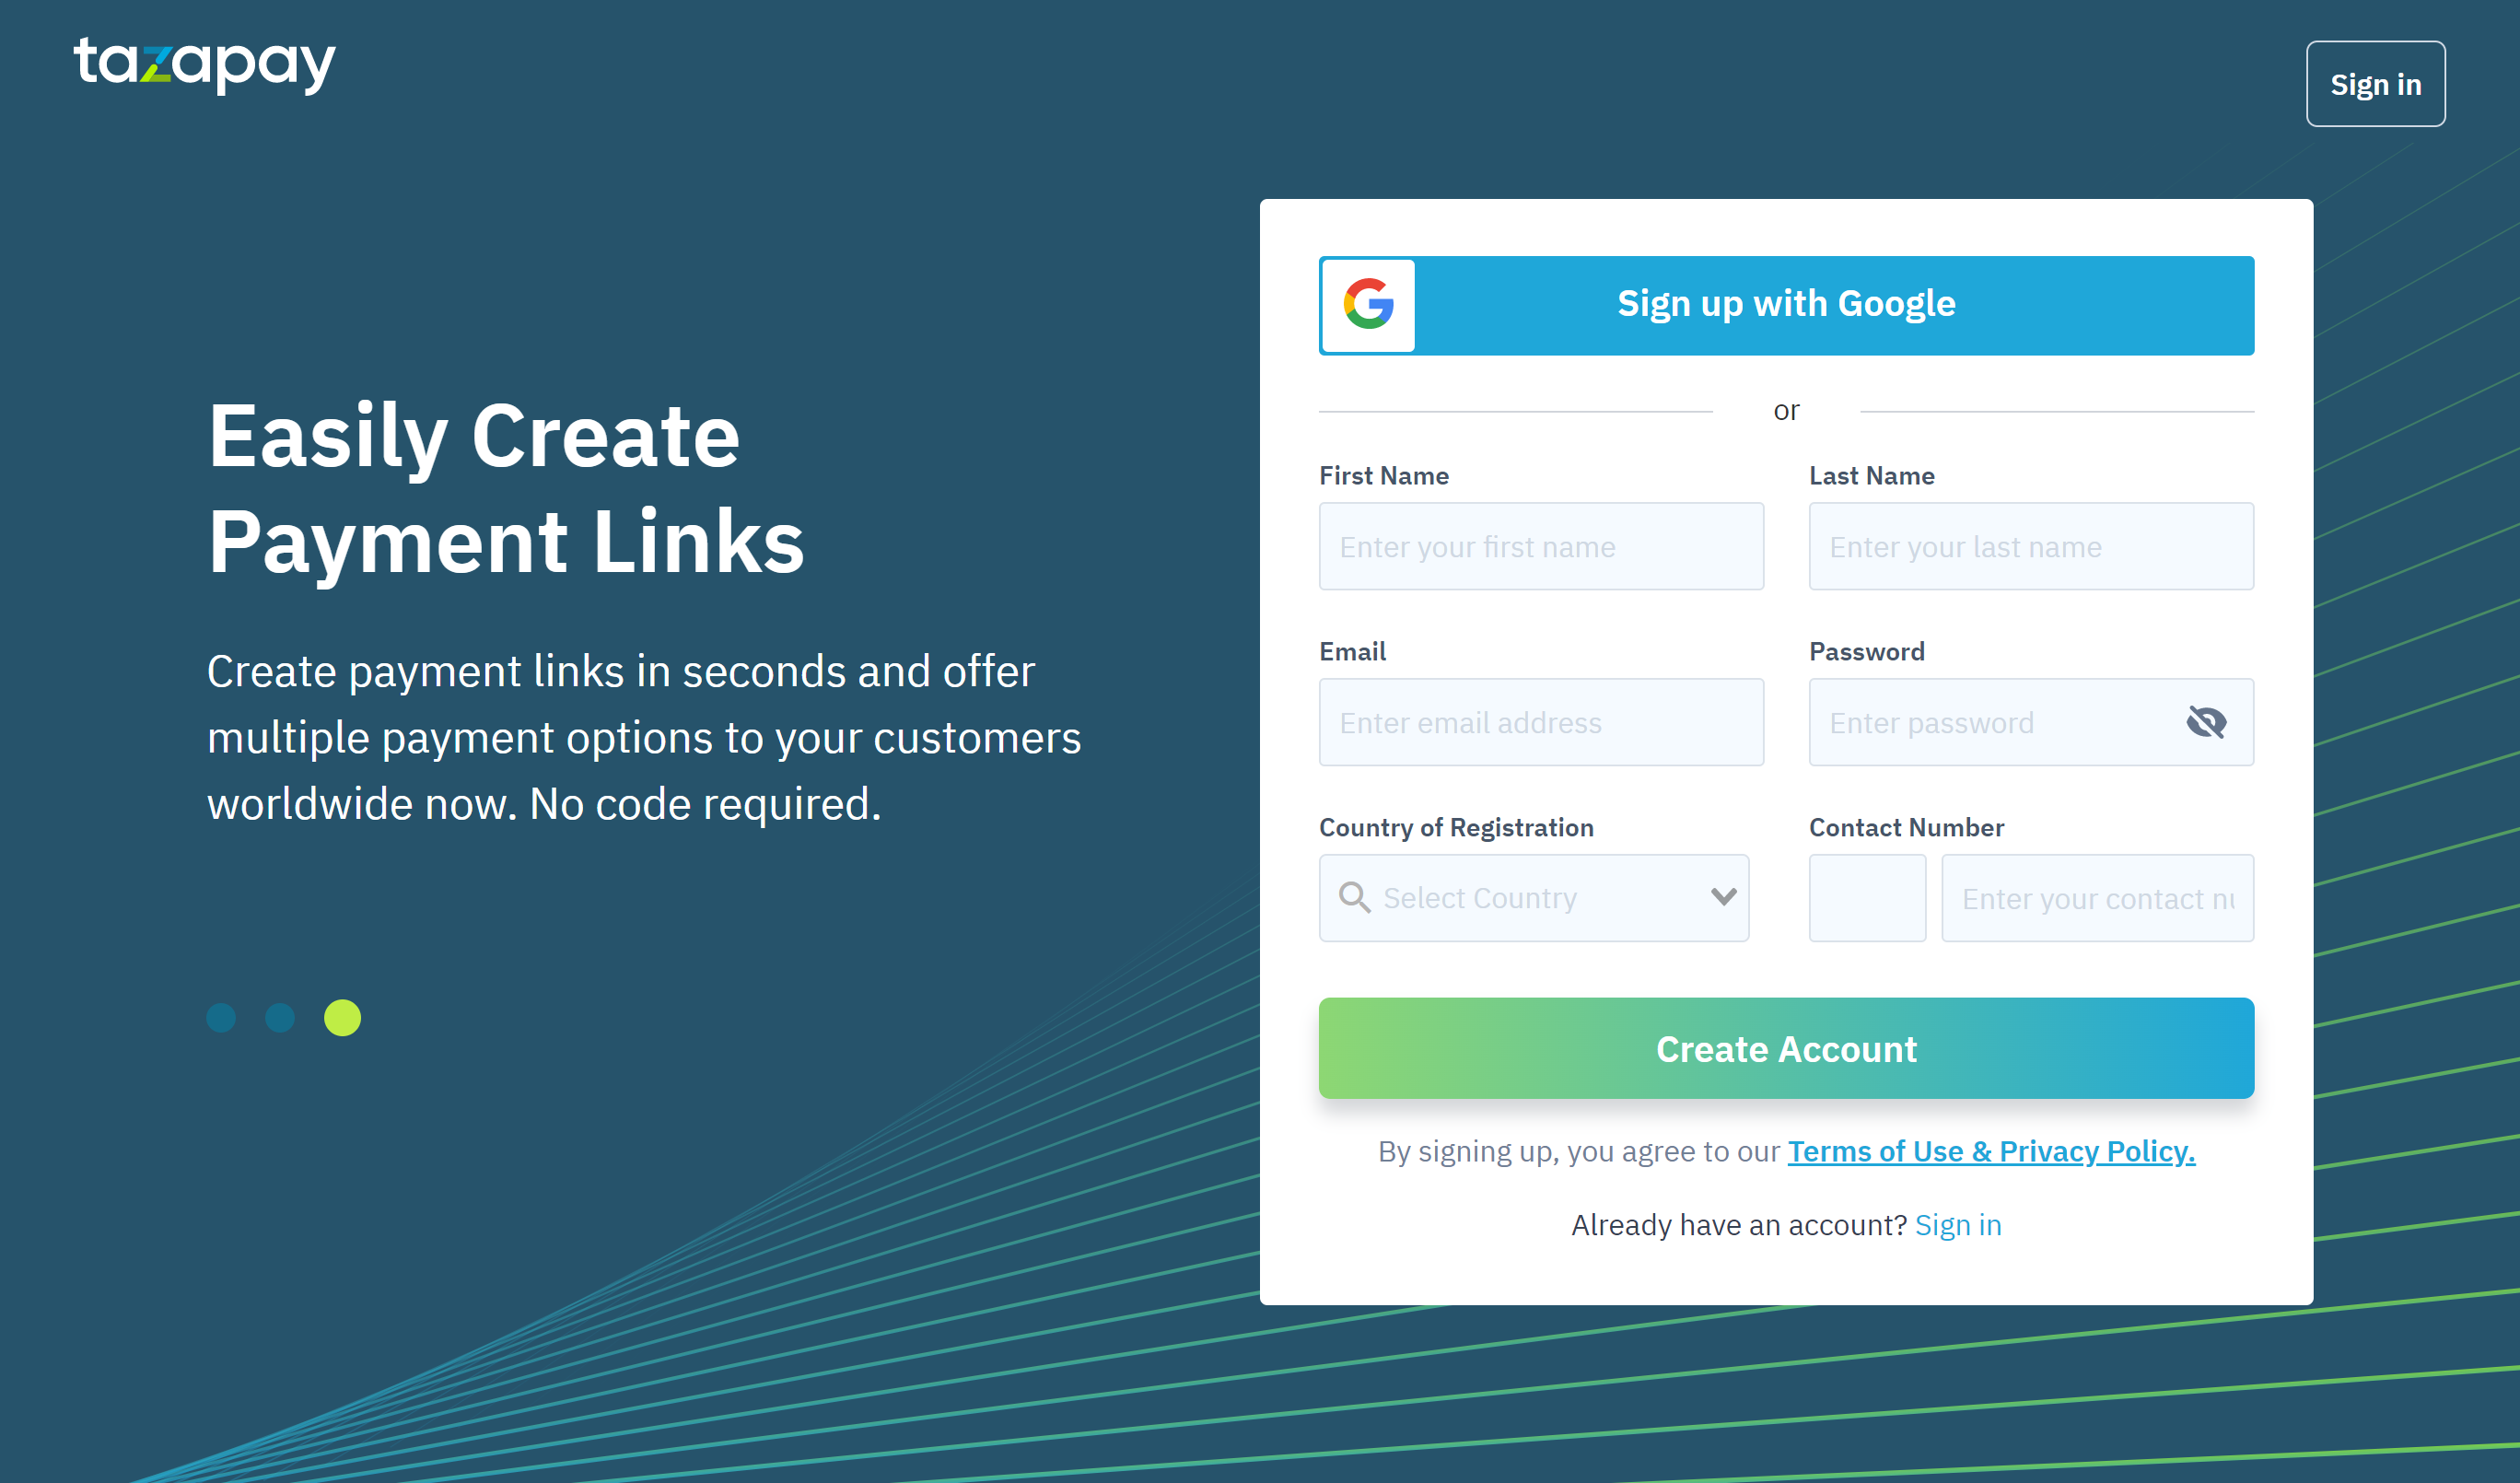 tazapay
Sign in
Easily Create
Payment Links
Create payment links in seconds and offer
multiple payment options to your customers
worldwide now. No code required.
Sign up with Google
or
First Name
Last Name
Enter your first name
Enter your last name
Email
Password
Enter email address
Enter password
Country of Registration
Contact Number
Select Country
Enter your contact
Create Account
By signing up, you agree to our Terms of Use & Privacy Policy.
Already have an account? Sign in